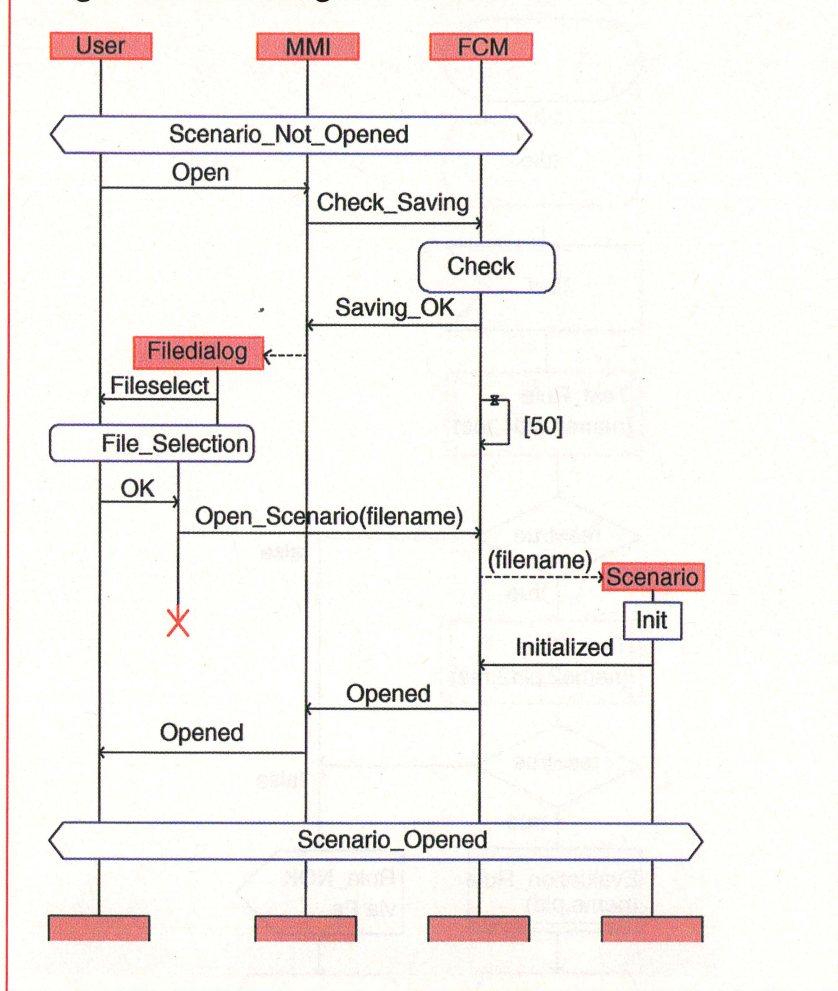 User
MMI
FCM
Scenario_Not_Opened
Open
Check_Saving
Check
Saving_OK
Filedialog
Fileselect
[50]
File_Selection
OK
Open_Scenario(filename)
(filename)
Scenario
Init
Initialized
Opened
Opened
Scenario_Opened